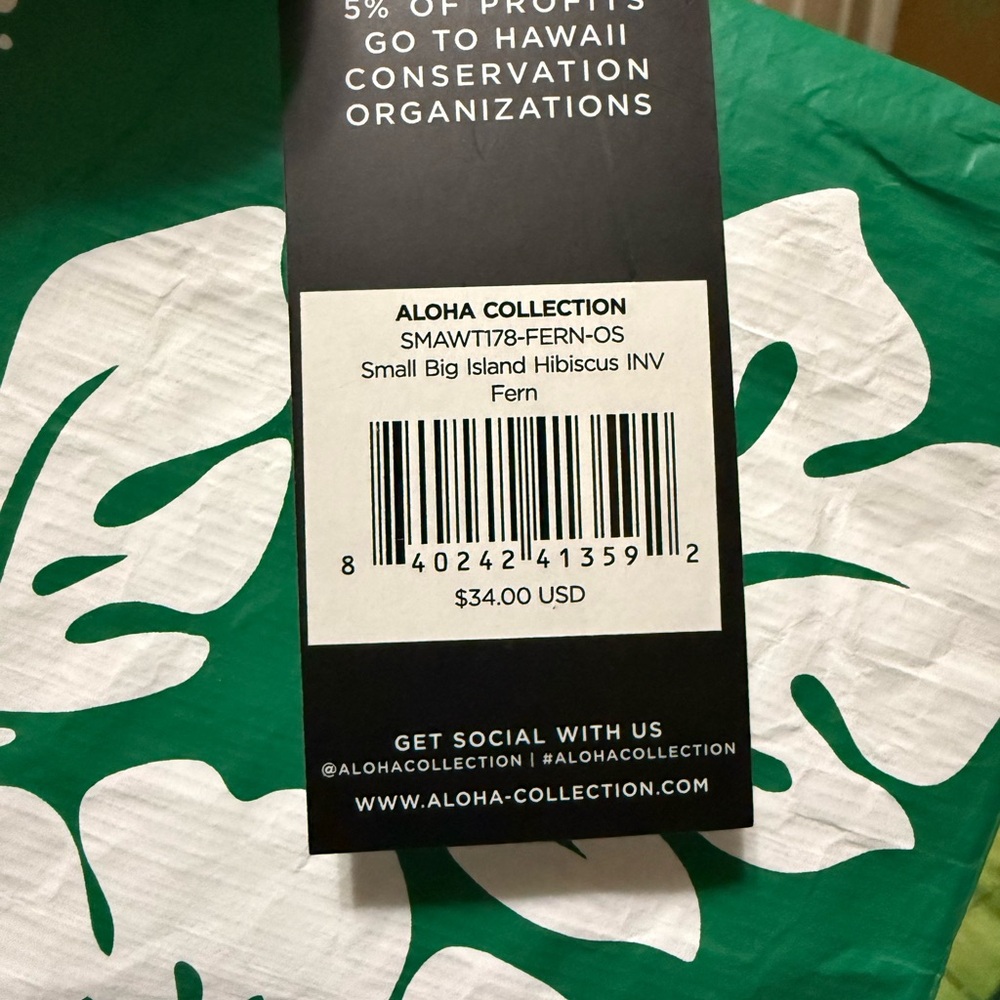 5% OF PROFITS
GO TO HAWAII
CONSERVATION
ORGANIZATIONS
ALOHA COLLECTION
SMAWT178-FERN-OS
Small Big Island Hibiscus INV
Fern
8 40242 41359 2
$34.00 USD
GET SOCIAL WITH US
@ALOHACOLLECTION | #ALOHACOLLECTION
WWW.ALOHA-COLLECTION.COM